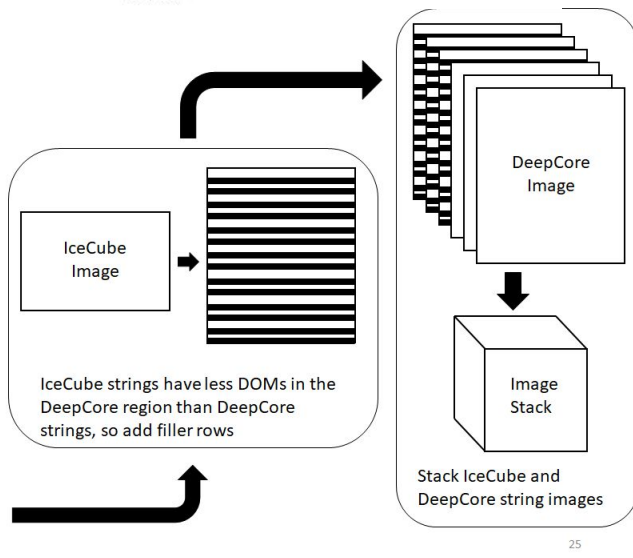 IceCube
Image
IceCube strings have less DOMs in the
DeepCore region than DeepCore
strings, so add filler rows
DeepCore
Image
Image
Stack
Stack IceCube and
DeepCore string images
25